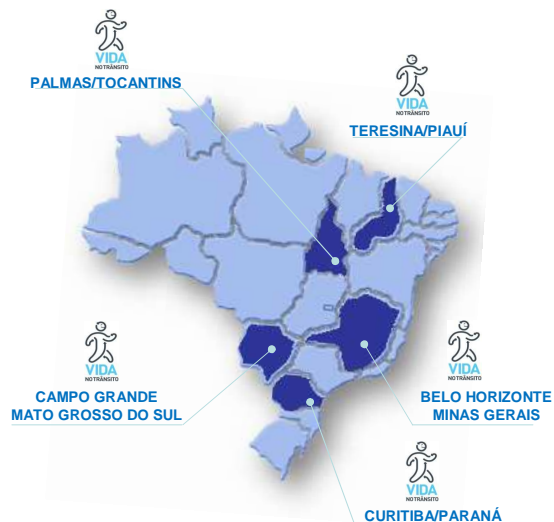 VIDA
NO TRÂNSITO
PALMAS/TOCANTINS
VIDA
NO TRÂNSITO
TERESINA/PIAUÍ
VIDA
NO TRÂNSITO
CAMPO GRANDE
MATO GROSSO DO SUL
VIDA
NO TRÂNSITO
BELO HORIZONTE
MINAS GERAIS
VIDA
NO TRÂNSITO
CURITIBA/PARANÁ